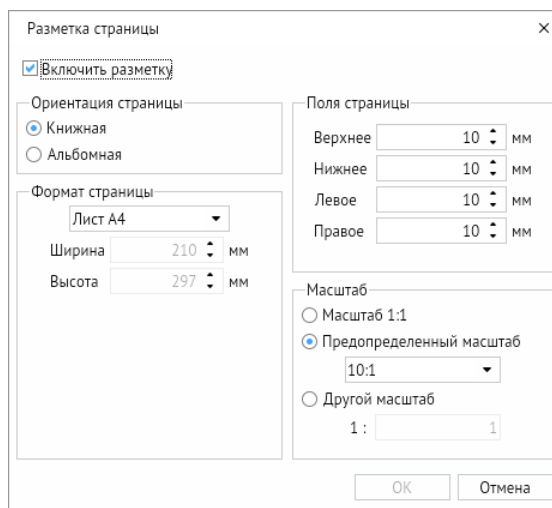 Разметка страницы
Включить разметку
Ориентация страницы
Книжная
Альбомная
Формат страницы
Лист А4
Ширина 210 мм
Высота 297 мм
Поля страницы
Верхнее 10 мм
Нижнее 10 мм
Левое 10 мм
Правое 10 мм
Масштаб
Масштаб 1:1
Предопределенный масштаб
10:1
Другой масштаб
1 : 1
ОК Отмена